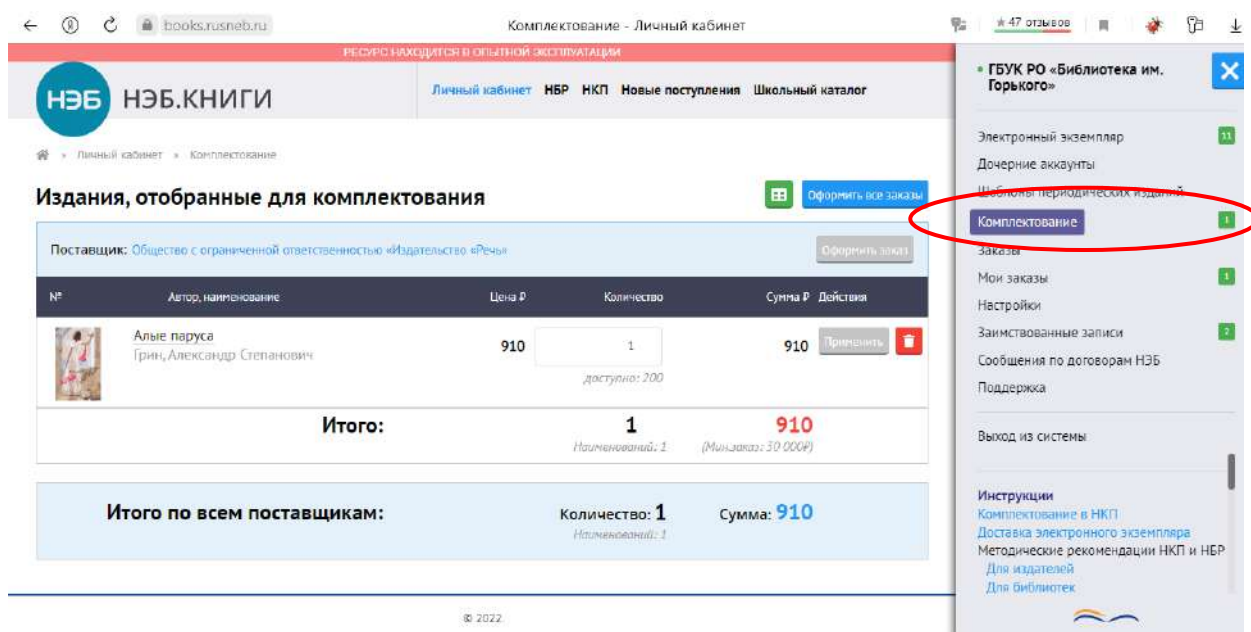 books.rusneb.ru
Комплектование - Личный кабинет
★ 47 отзывов
РЕСУРС НАХОДИТСЯ В ОПЫТНОЙ ЭКСПЛУАТАЦИИ
НЭБ НЭБ.КНИГИ
Личный кабинет НБР НКП Новые поступления Школьный каталог
» Личный кабинет » Комплектование
Издания, отобранные для комплектования
Оформить все заказы
Поставщик: Общество с ограниченной ответственностью «Издательство «Речь»
Оформить заказ
№ Автор, наименование Цена ₽ Количество Сумма ₽ Действия
Алые паруса
Грин, Александр Степанович
910 1 910 Применить
доступно: 200
Итого: 1 910
Наименований: 1 (Мин.заказ: 30 000₽)
Итого по всем поставщикам: Количество: 1 Сумма: 910
Наименований: 1
© 2022
ГБУК РО «Библиотека им.
Горького»
Электронный экземпляр 11
Дочерние аккаунты
Шаблоны периодических изданий
Комплектование 1
Заказы
Мои заказы 1
Настройки
Заимствованные записи 2
Сообщения по договорам НЭБ
Поддержка
Выход из системы
Инструкции
Комплектование в НКП
Доставка электронного экземпляра
Методические рекомендации НКП и НБР
Для издателей
Для библиотек